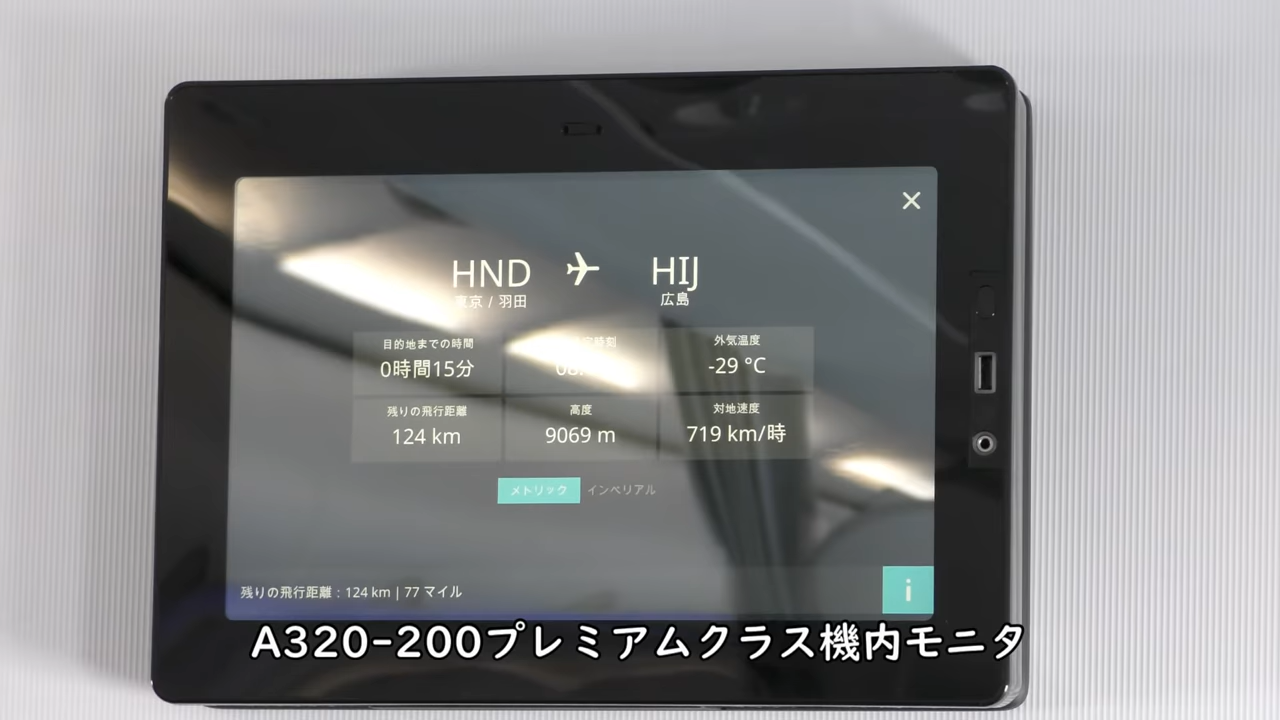 ×
HND HIJ
東京 / 羽田 広島
目的地までの時間 外気温度
0時間15分 -29 °C
残りの飛行距離 高度 対地速度
124 km 9069 m 719 km/時
メトリック インペリアル
残りの飛行距離 : 124 km | 77 マイル
i
A320-200プレミアムクラス機内モニタ